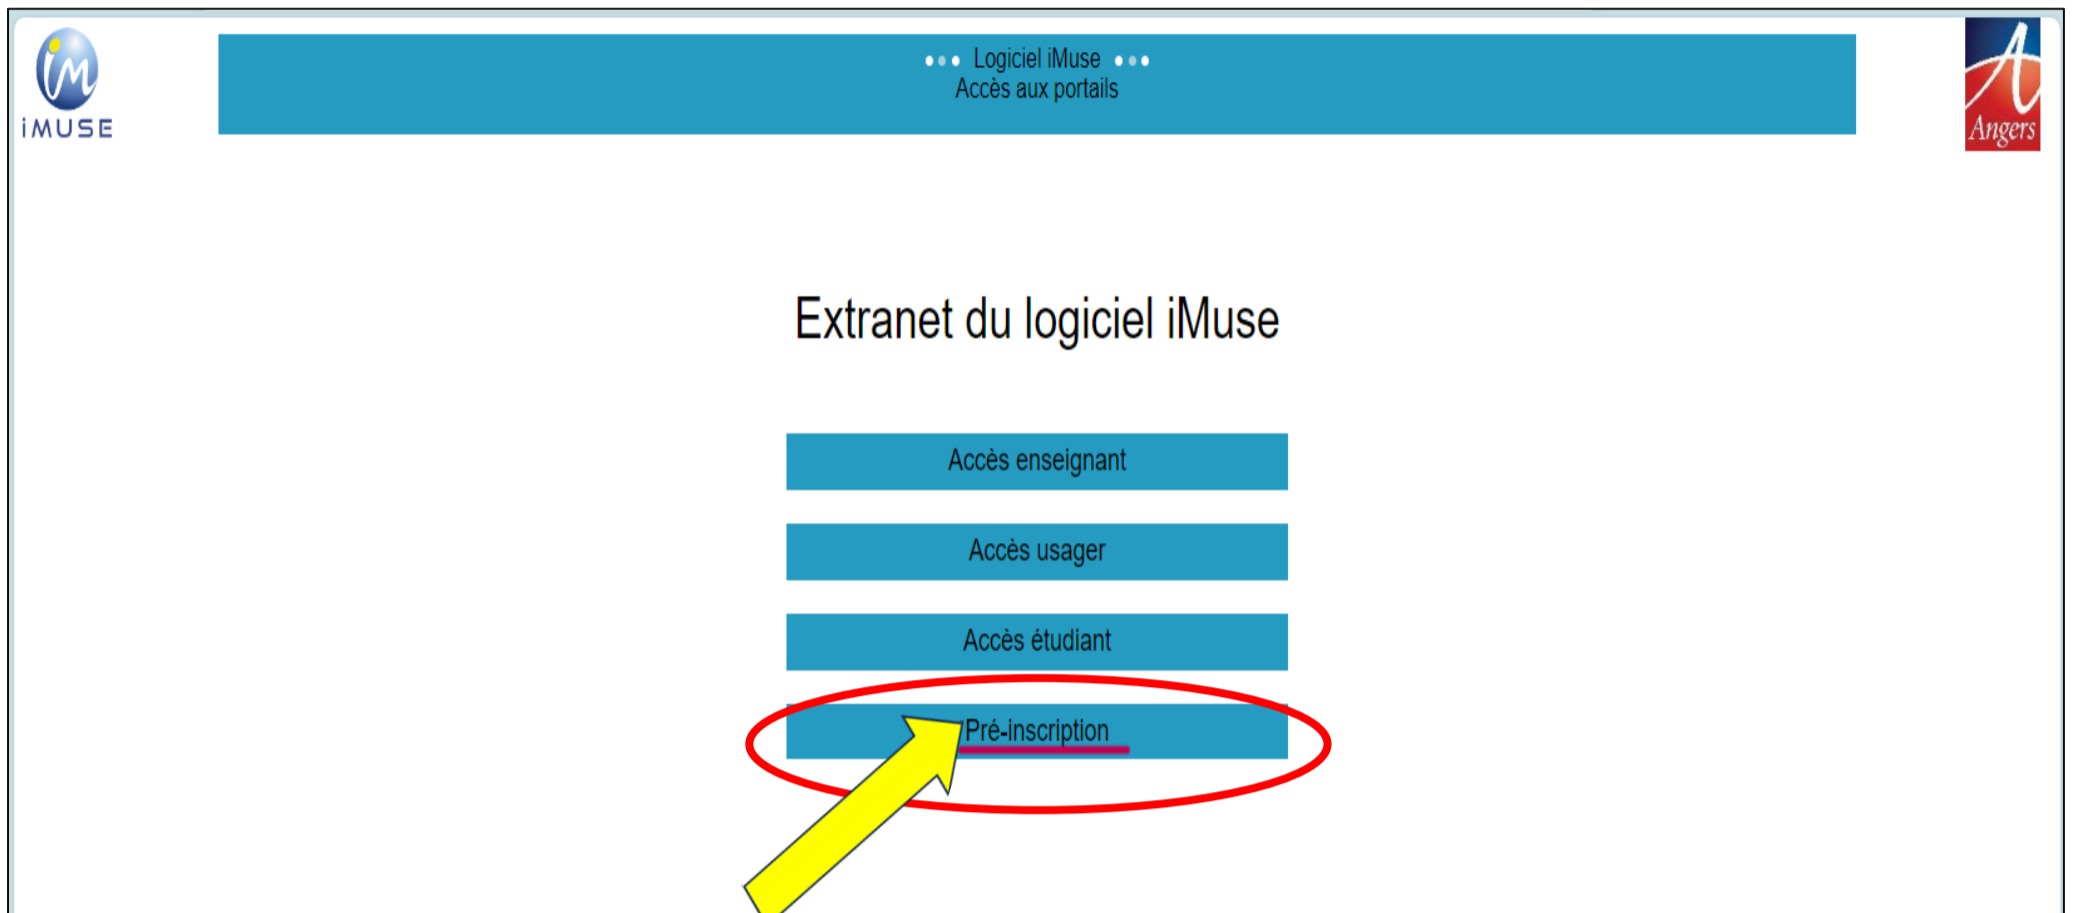 iM
iMUSE
••• Logiciel iMuse •••
Accès aux portails
Angers
Extranet du logiciel iMuse
Accès enseignant
Accès usager
Accès étudiant
Pré-inscription